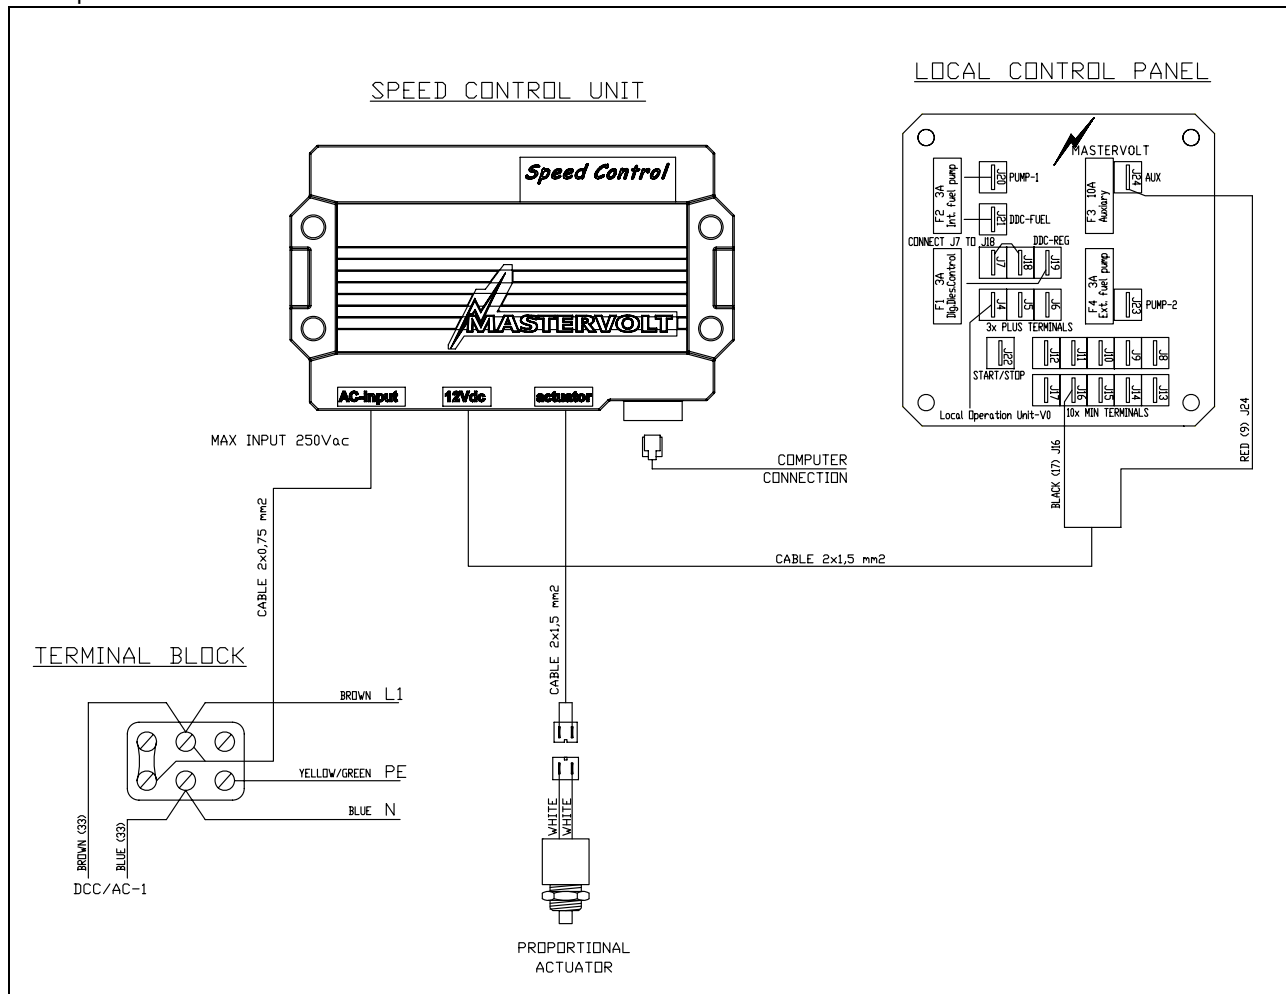 SPEED CONTROL UNIT
LOCAL CONTROL PANEL
Speed Control
MASTERVOLT
AC-Input
12Vdc
actuator
MAX INPUT 250Vac
COMPUTER
CONNECTION
MASTERVOLT
F2 3A
Int. fuel pump
J20
PUMP-1
J21
DDC-FUEL
F3 10A
Auxiary
J24
AUX
CONNECT J7 TO J18
DDC-REG
F1 3A
Dig.Dies.Control
J7
J18
J19
J4
J5
J6
3x PLUS TERMINALS
F4 3A
Ext. fuel pump
J23
PUMP-2
J22
START/STOP
J12
J11
J10
J9
J8
J17
J16
J15
J14
J13
Local Operation Unit-V0
10x MIN TERMINALS
BLACK (17) J16
RED (9) J24
CABLE 2x0,75 mm2
CABLE 2x1,5 mm2
CABLE 2x1,5 mm2
TERMINAL BLOCK
BROWN L1
YELLOW/GREEN PE
BLUE N
BROWN (33)
BLUE (33)
DCC/AC-1
WHITE
WHITE
PROPORTIONAL
ACTUATOR